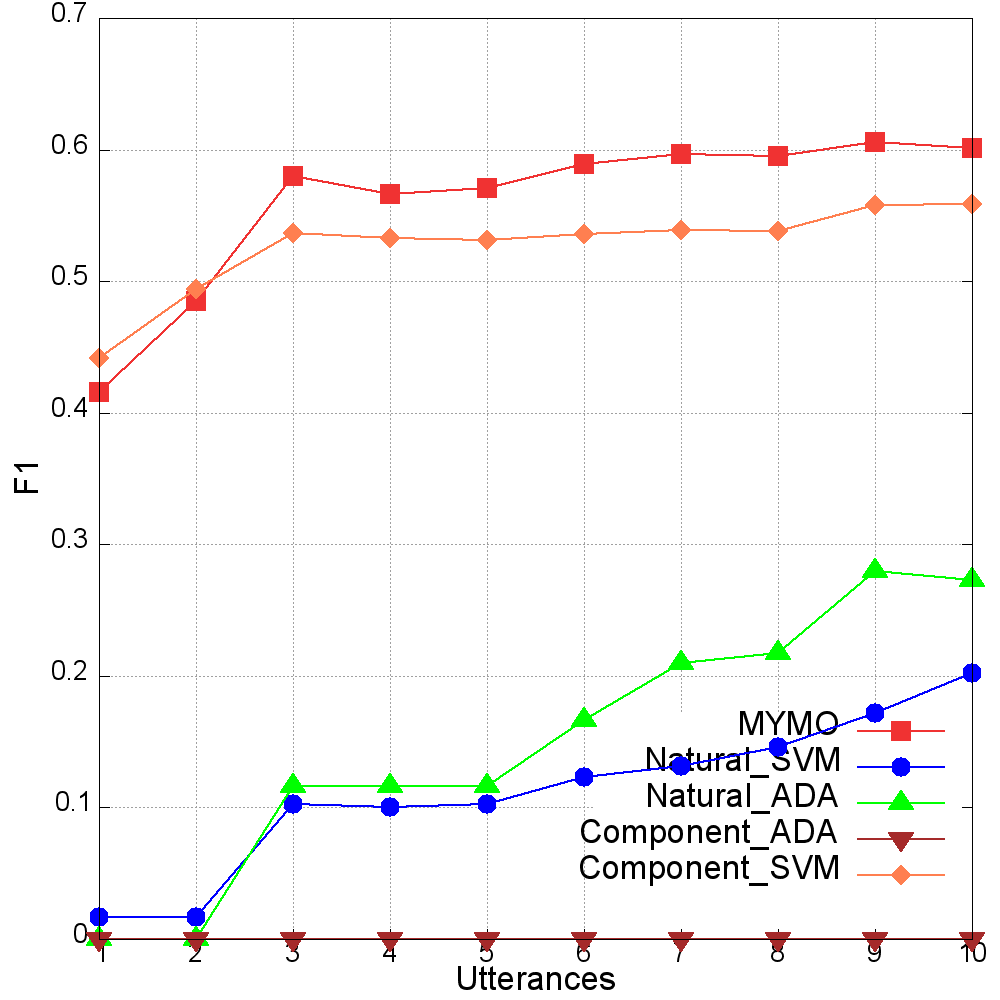 0.7
0.6
0.5
0.4
0.3
0.2
0.1
0
F1
MYMO
Natural_SVM
Natural_ADA
Component_ADA
Component_SVM
1 2 3 4 5 6 7 8 9 10
Utterances